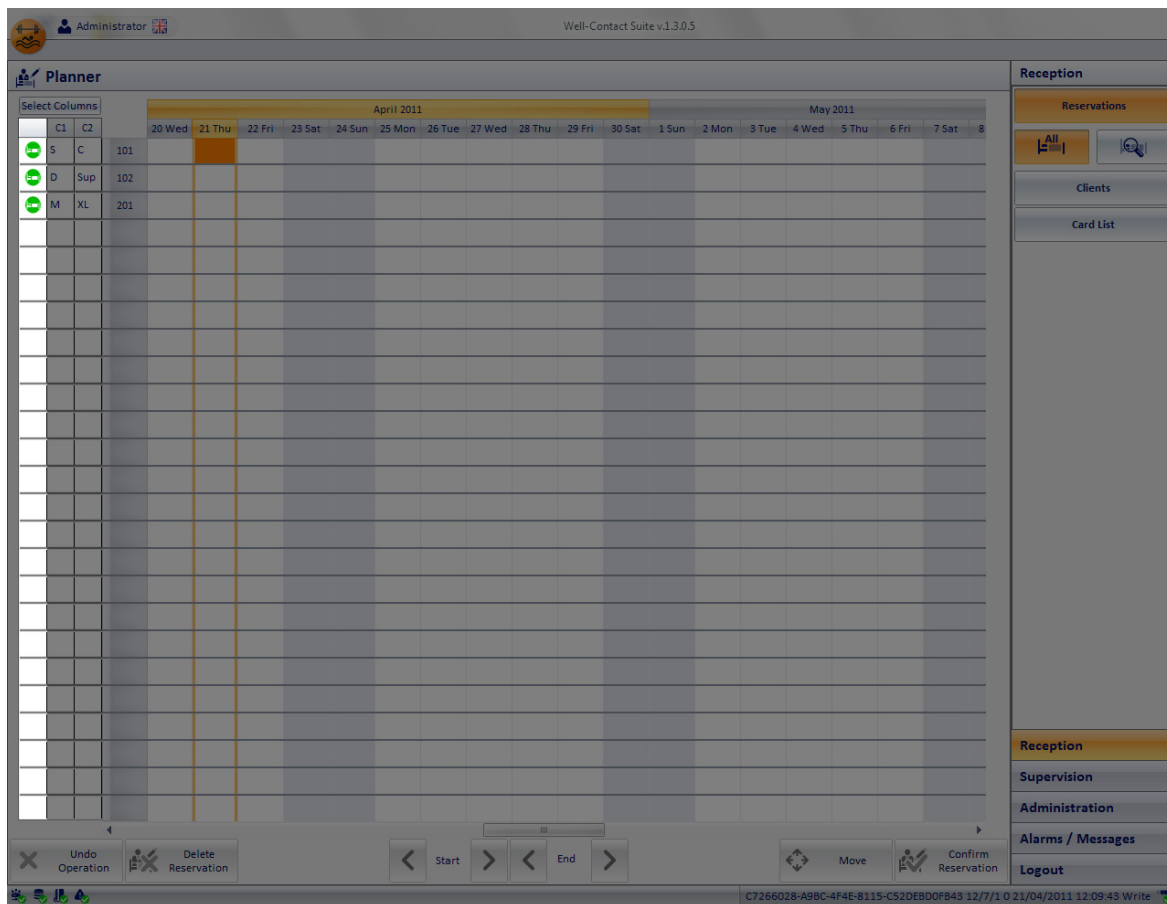 Administrator
Well-Contact Suite v.1.3.0.5
Planner
Reception
Select Columns
April 2011
May 2011
Reservations
C1 C2
20 Wed 21 Thu 22 Fri 23 Sat 24 Sun 25 Mon 26 Tue 27 Wed 28 Thu 29 Fri 30 Sat 1 Sun 2 Mon 3 Tue 4 Wed 5 Thu 6 Fri 7 Sat 8
All
S C 101
D Sup 102
M XL 201
Clients
Card List
Reception
Supervision
Administration
Alarms / Messages
Logout
Undo Operation
Delete Reservation
Start
End
Move
Confirm Reservation
C7266028-A9BC-4F4E-8115-C52DEBD0FB43 12/7/1 0 21/04/2011 12:09:43 Write